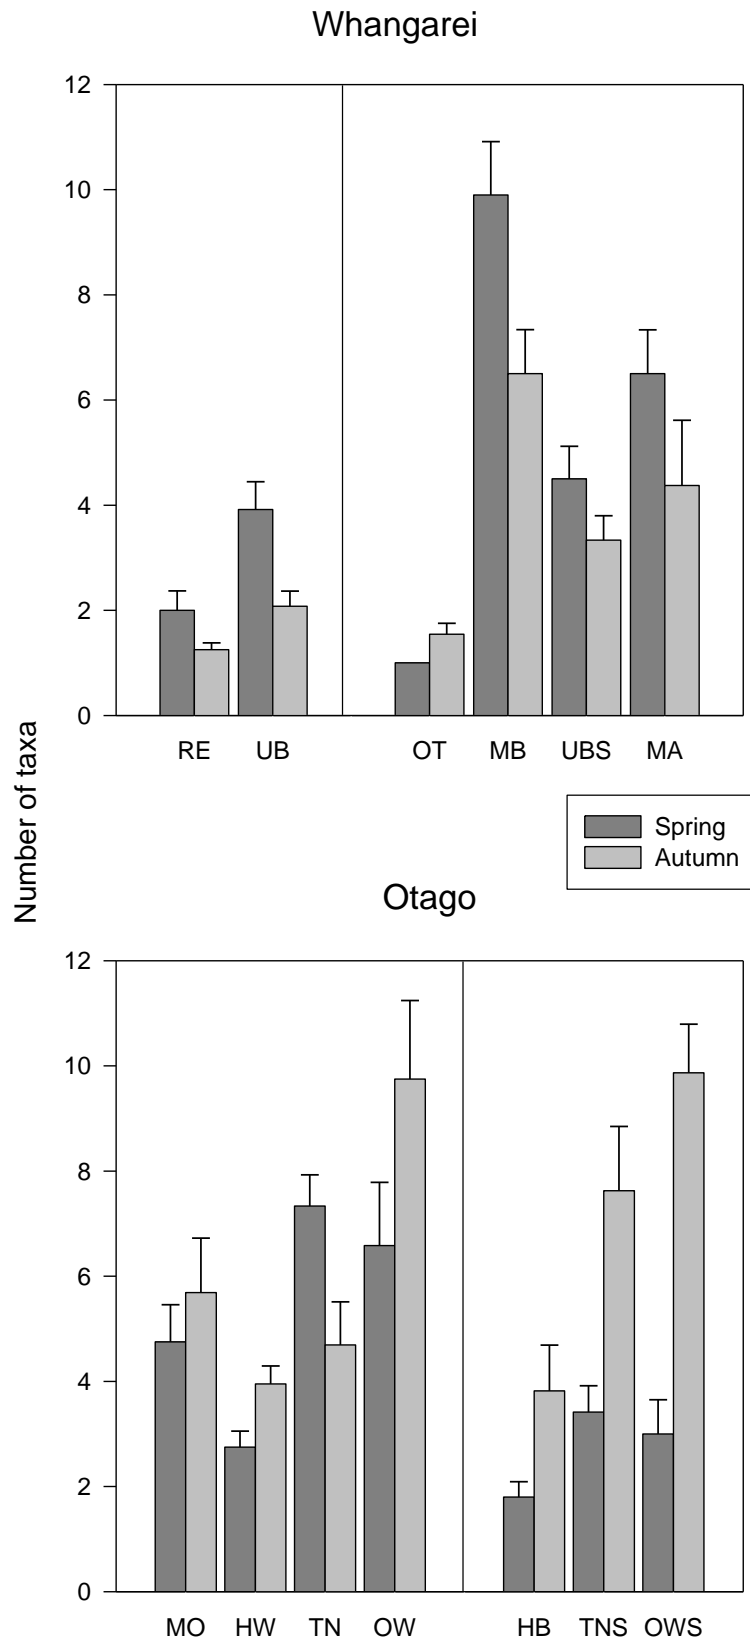 Whangarei
12
10
8
6
4
2
0
RE UB OT MB UBS MA
Number of taxa
Spring
Autumn
Otago
12
10
8
6
4
2
0
MO HW TN OW HB TNS OWS